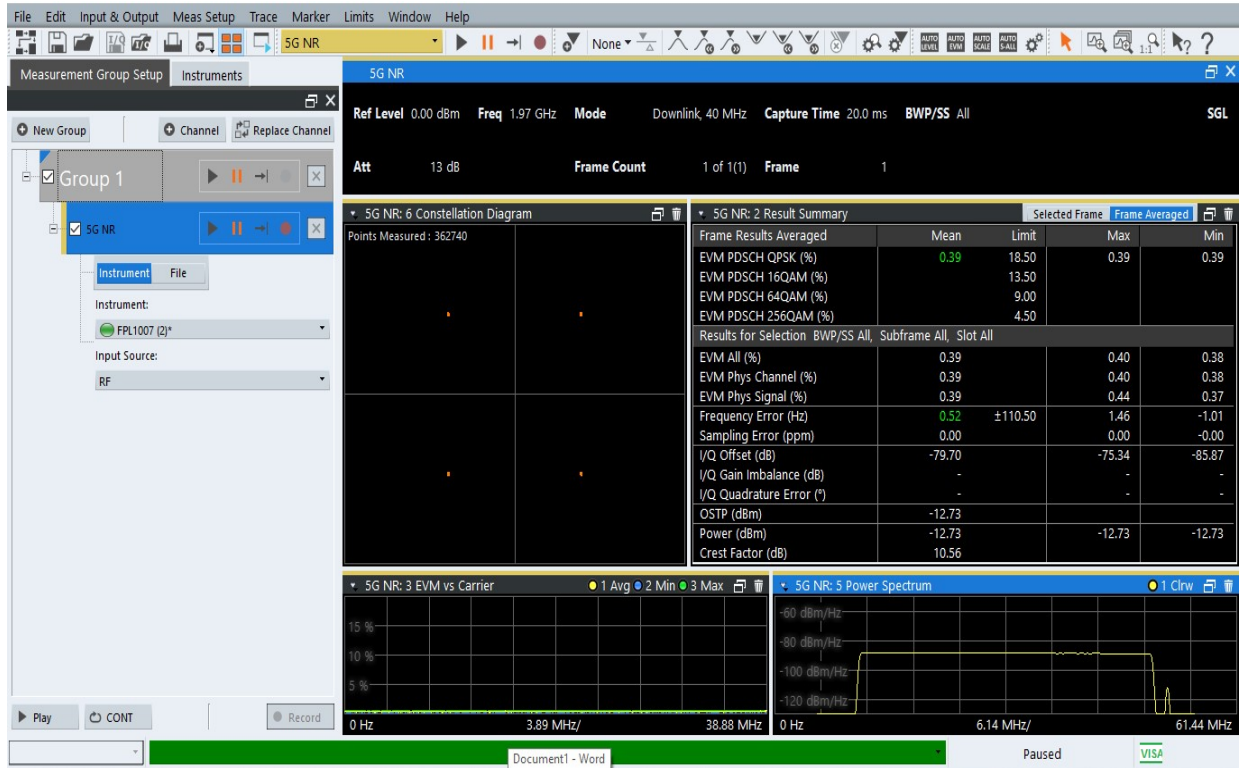 File Edit Input & Output Meas Setup Trace Marker Limits Window Help
5G NR None
AUTO LEVEL AUTO EVM AUTO SCALE AUTO S-ALL 1:1
Measurement Group Setup Instruments
New Group Channel Replace Channel
Group 1
5G NR
Instrument File
Instrument:
FPL1007 (2)*
Input Source:
RF
Play CONT Record
5G NR
Ref Level 0.00 dBm Freq 1.97 GHz Mode Downlink, 40 MHz Capture Time 20.0 ms BWP/SS All SGL
Att 13 dB Frame Count 1 of 1(1) Frame 1
5G NR: 6 Constellation Diagram
Points Measured : 362740
5G NR: 2 Result Summary Selected Frame Frame Averaged
Frame Results Averaged Mean Limit Max Min
EVM PDSCH QPSK (%) 0.39 18.50 0.39 0.39
EVM PDSCH 16QAM (%) 13.50
EVM PDSCH 64QAM (%) 9.00
EVM PDSCH 256QAM (%) 4.50
Results for Selection BWP/SS All, Subframe All, Slot All
EVM All (%) 0.39 0.40 0.38
EVM Phys Channel (%) 0.39 0.40 0.38
EVM Phys Signal (%) 0.39 0.44 0.37
Frequency Error (Hz) 0.52 ±110.50 1.46 -1.01
Sampling Error (ppm) 0.00 0.00 -0.00
I/Q Offset (dB) -79.70 -75.34 -85.87
I/Q Gain Imbalance (dB) - - -
I/Q Quadrature Error (°) - - -
OSTP (dBm) -12.73
Power (dBm) -12.73 -12.73 -12.73
Crest Factor (dB) 10.56
5G NR: 3 EVM vs Carrier 1 Avg 2 Min 3 Max
15 %
10 %
5 %
0 Hz 3.89 MHz/ 38.88 MHz
5G NR: 5 Power Spectrum 1 Clrw
-60 dBm/Hz
-80 dBm/Hz
-100 dBm/Hz
-120 dBm/Hz
0 Hz 6.14 MHz/ 61.44 MHz
Document1 - Word
Paused VISA